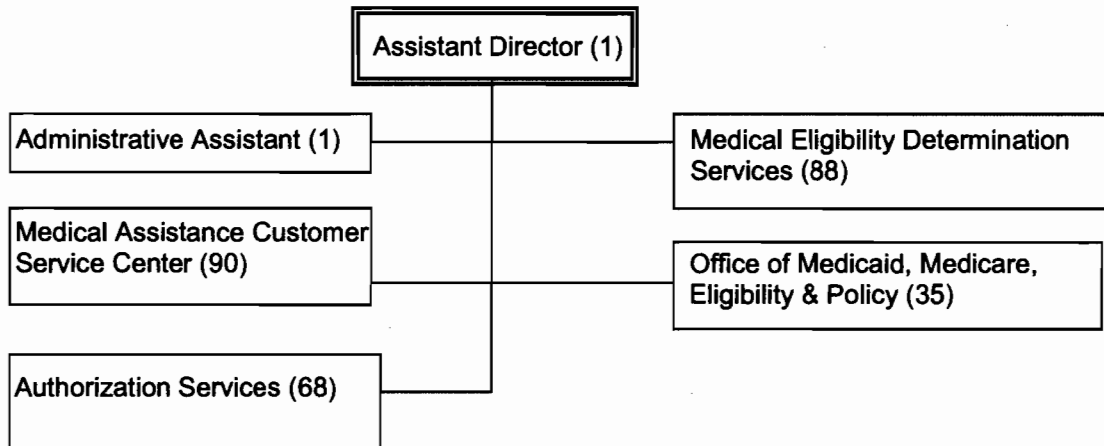 Assistant Director (1)
Administrative Assistant (1)
Medical Eligibility Determination
Services (88)
Medical Assistance Customer
Service Center (90)
Office of Medicaid, Medicare,
Eligibility & Policy (35)
Authorization Services (68)